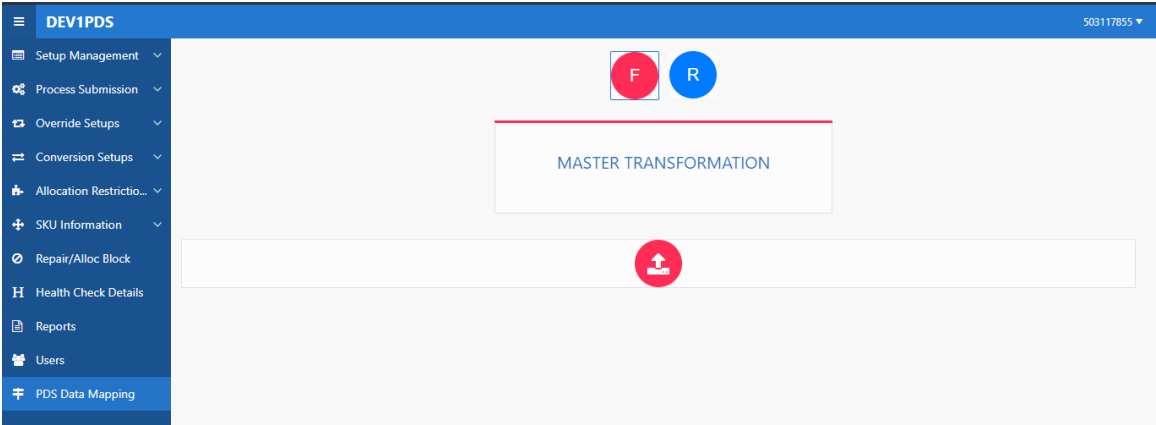 DEV1PDS
503117855
Setup Management
Process Submission
Override Setups
Conversion Setups
Allocation Restrictio...
SKU Information
Repair/Alloc Block
H Health Check Details
Reports
Users
PDS Data Mapping
F R
MASTER TRANSFORMATION